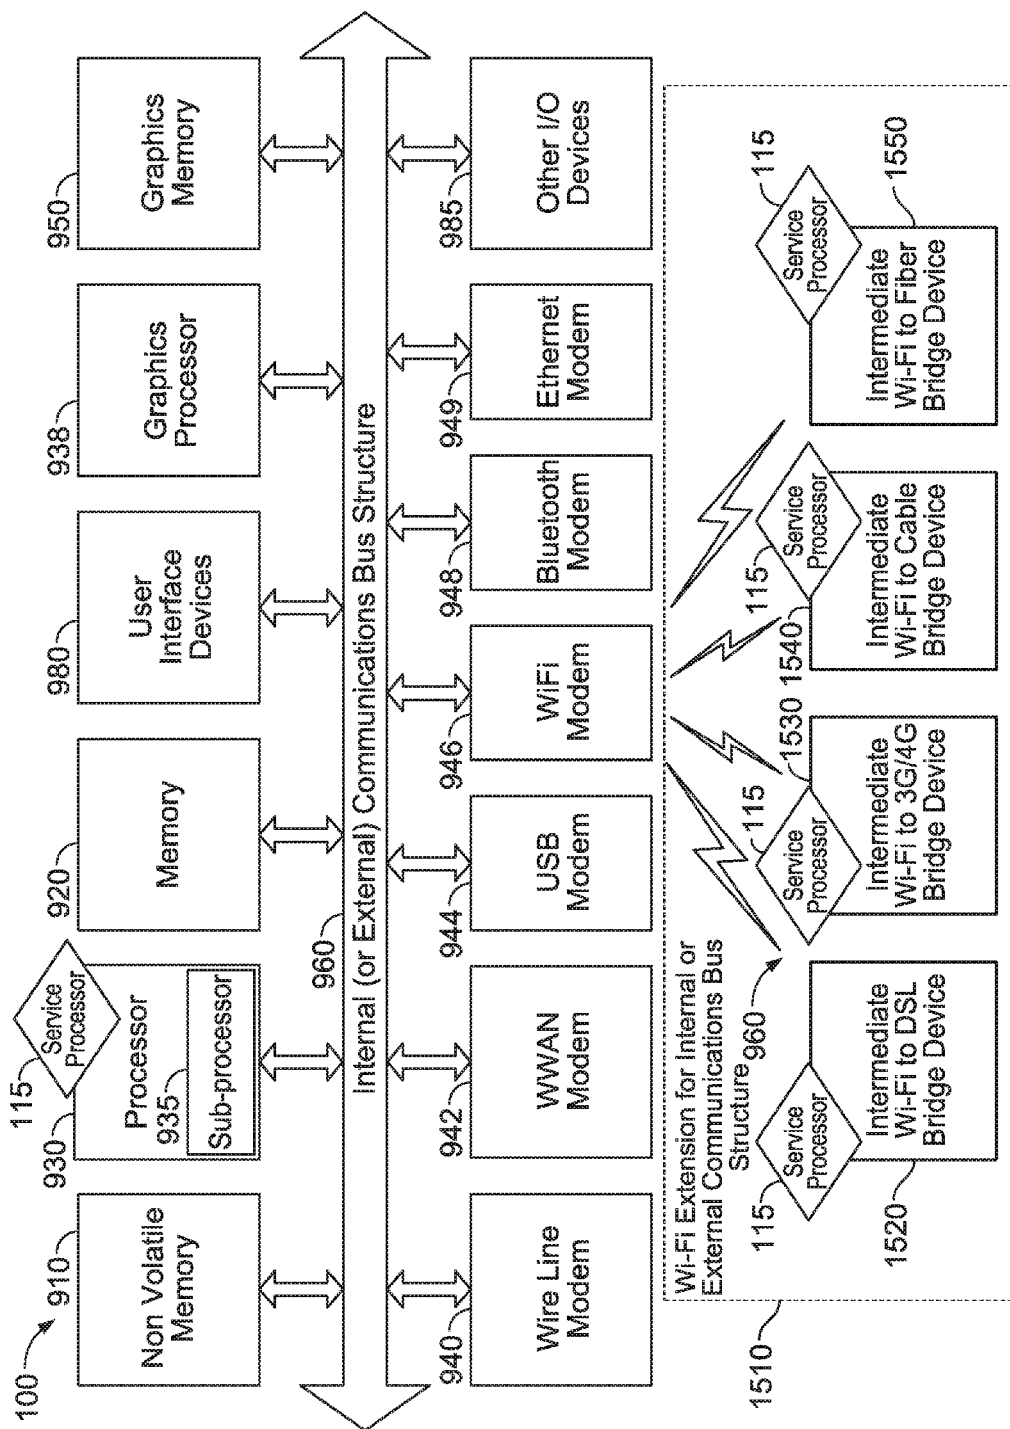 100
910
Non Volatile
Memory
115
930
Service
Processor
Processor
935
Sub-processor
920
Memory
980
User
Interface
Devices
938
Graphics
Processor
950
Graphics
Memory
960
Internal (or External) Communications Bus Structure
940
Wire Line
Modem
942
WWAN
Modem
944
USB
Modem
946
WiFi
Modem
948
Bluetooth
Modem
949
Ethernet
Modem
985
Other I/O
Devices
1510
Wi-Fi Extension for Internal or
External Communications Bus
Structure
960
115
Service
Processor
1520
Intermediate
Wi-Fi to DSL
Bridge Device
115
Service
Processor
1530
Intermediate
Wi-Fi to 3G/4G
Bridge Device
115
Service
Processor
1540
Intermediate
Wi-Fi to Cable
Bridge Device
115
Service
Processor
1550
Intermediate
Wi-Fi to Fiber
Bridge Device